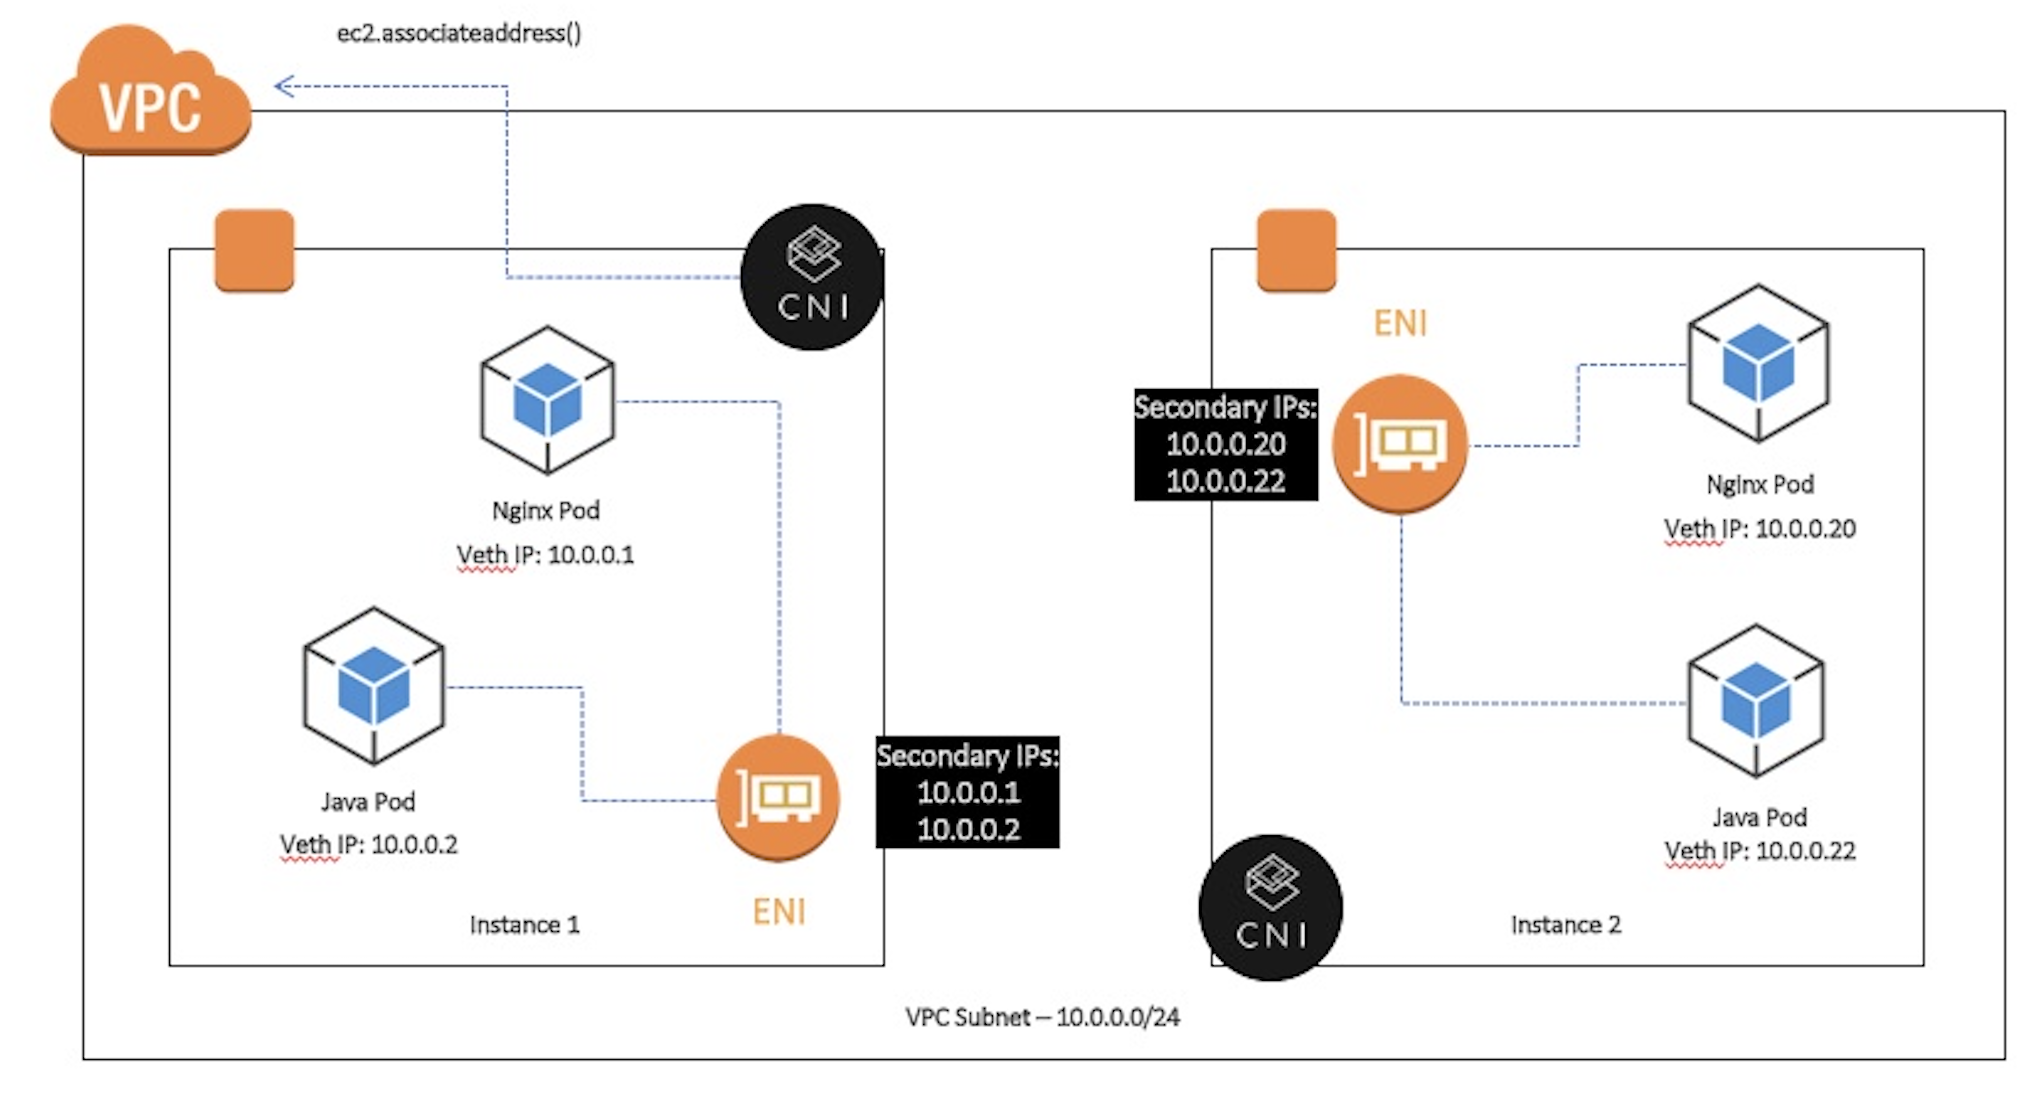 ec2.associateaddress()
VPC
CNI
Nginx Pod
Veth IP: 10.0.0.1
Java Pod
Veth IP: 10.0.0.2
Secondary IPs:
10.0.0.1
10.0.0.2
ENI
Instance 1
ENI
Secondary IPs:
10.0.0.20
10.0.0.22
Nginx Pod
Veth IP: 10.0.0.20
Java Pod
Veth IP: 10.0.0.22
CNI
Instance 2
VPC Subnet – 10.0.0.0/24